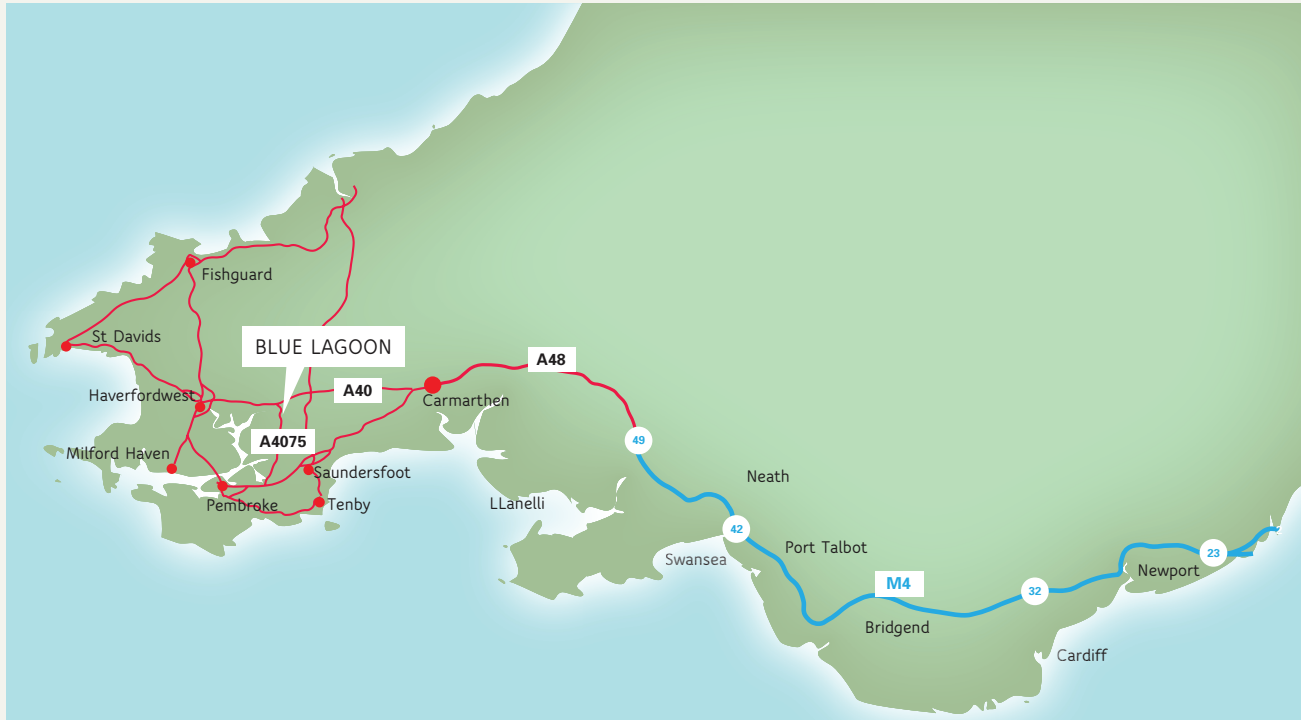 Fishguard
St Davids
BLUE LAGOON
A48
A40
Haverfordwest
Carmarthen
A4075
49
Milford Haven
Saundersfoot
Neath
Pembroke
Tenby
LLanelli
42
Port Talbot
Swansea
23
Newport
M4
32
Bridgend
Cardiff